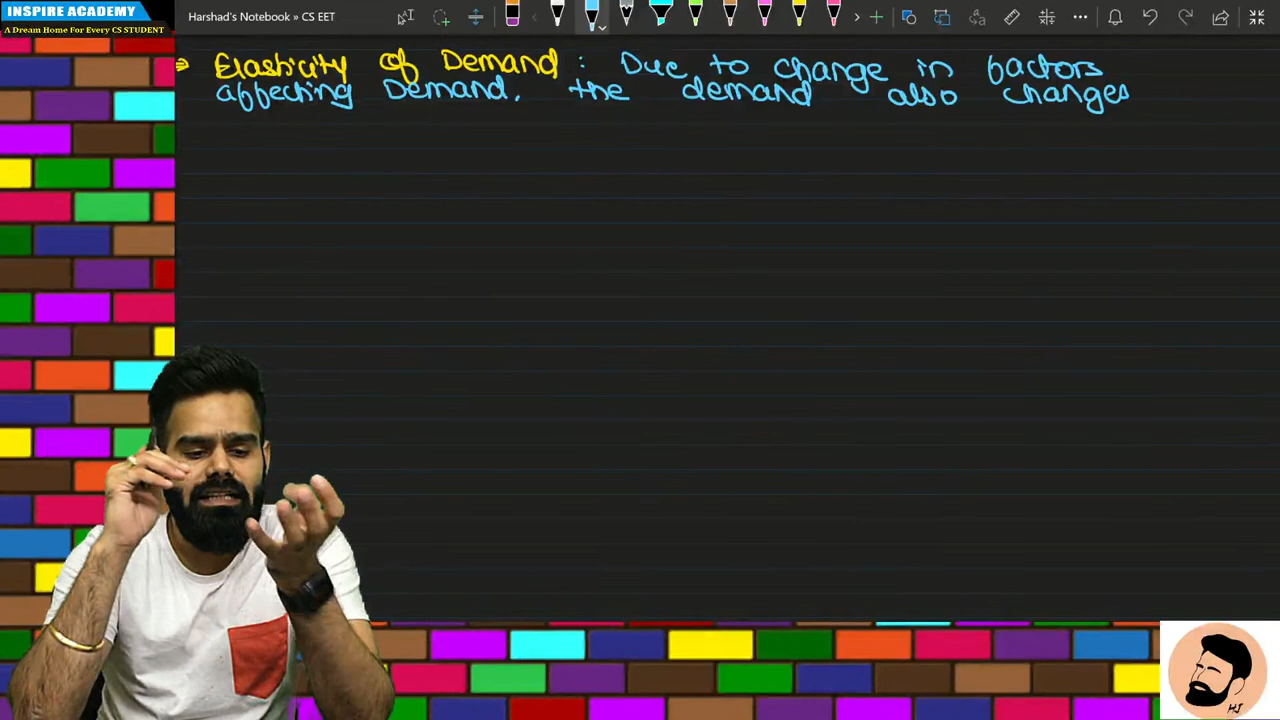 INSPIRE ACADEMY
A Dream Home For Every CS STUDENT
Harshad's Notebook » CS EET
⇒ Elasticity Of Demand : Due to change in factors
affecting Demand, the demand also changes
HJ